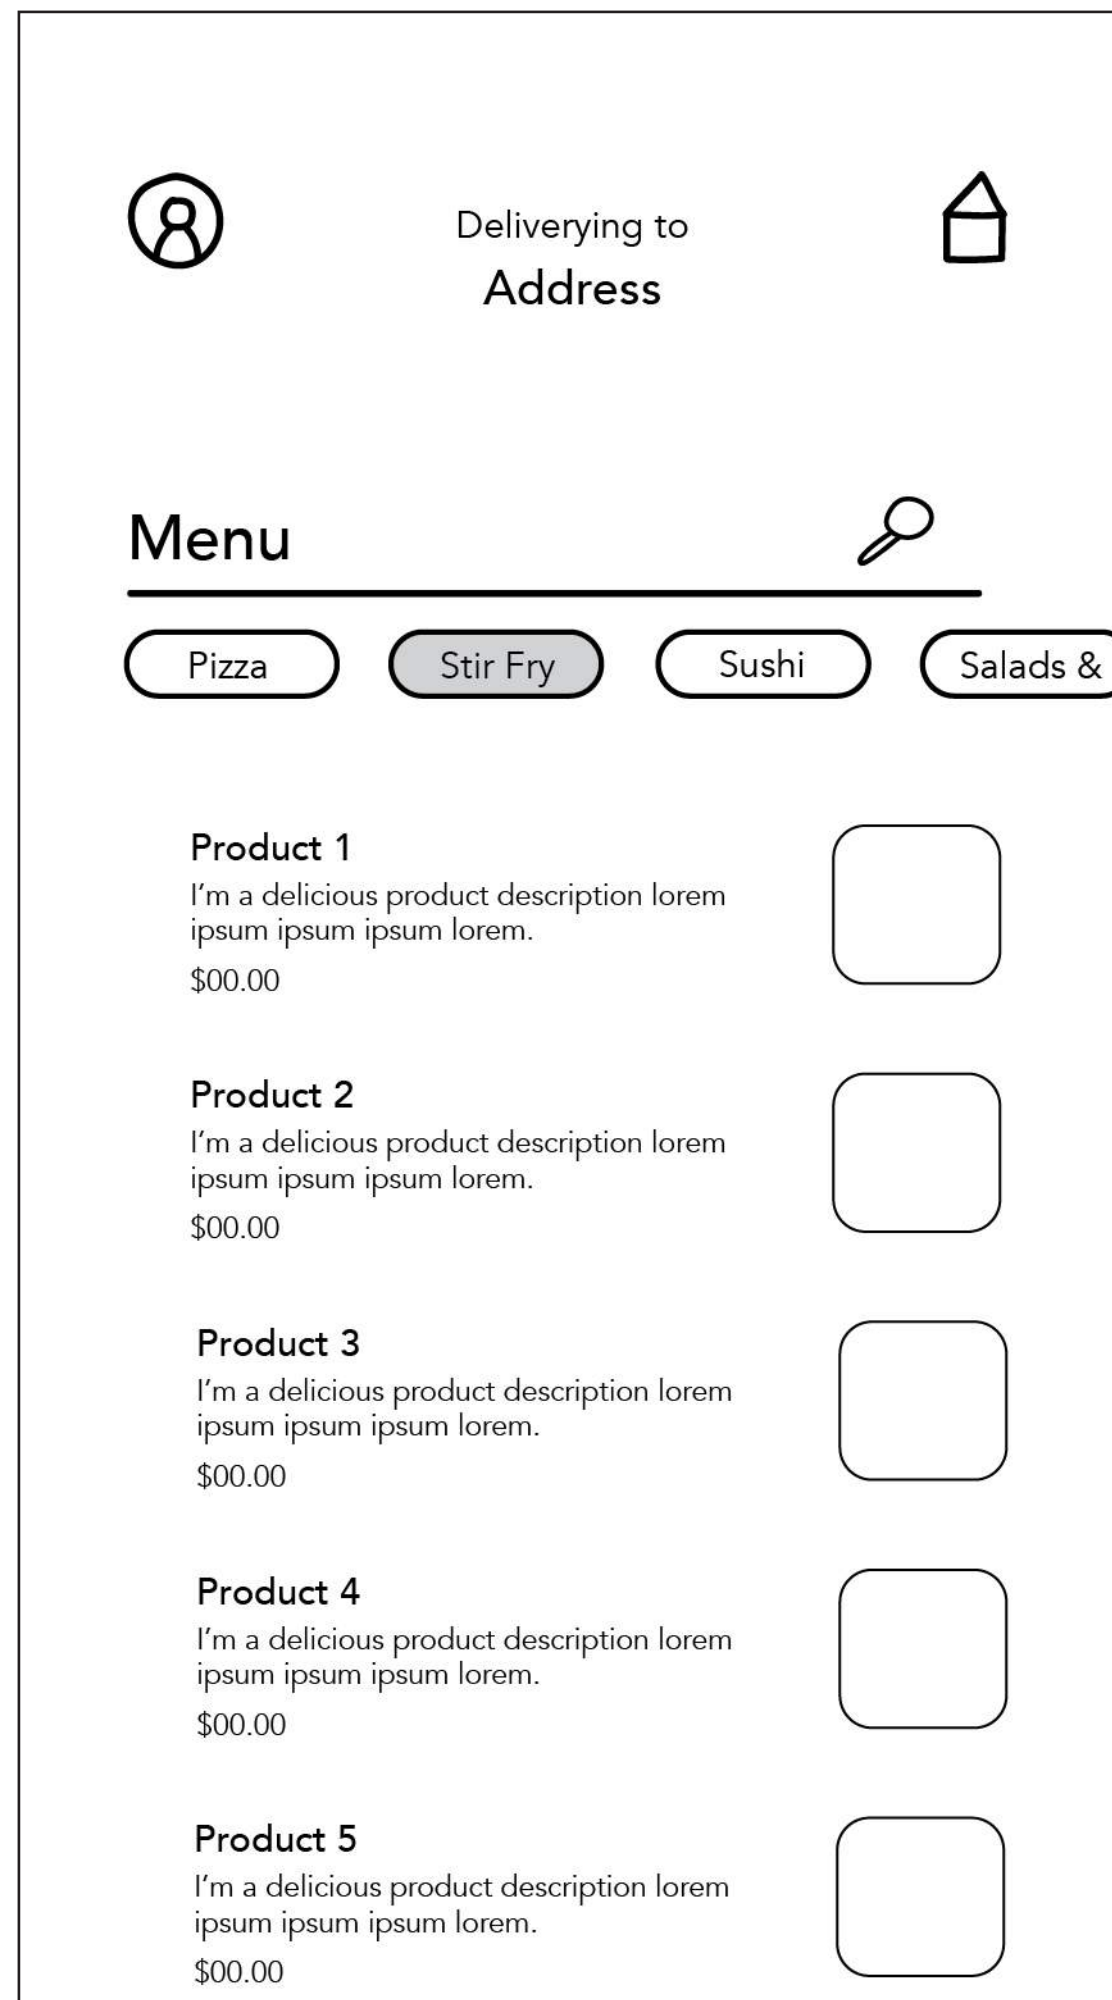 Deliverying to
Address
Menu
Pizza
Stir Fry
Sushi
Salads &
Product 1
I'm a delicious product description lorem
ipsum ipsum ipsum lorem.
$00.00
Product 2
I'm a delicious product description lorem
ipsum ipsum ipsum lorem.
$00.00
Product 3
I'm a delicious product description lorem
ipsum ipsum ipsum lorem.
$00.00
Product 4
I'm a delicious product description lorem
ipsum ipsum ipsum lorem.
$00.00
Product 5
I'm a delicious product description lorem
ipsum ipsum ipsum lorem.
$00.00